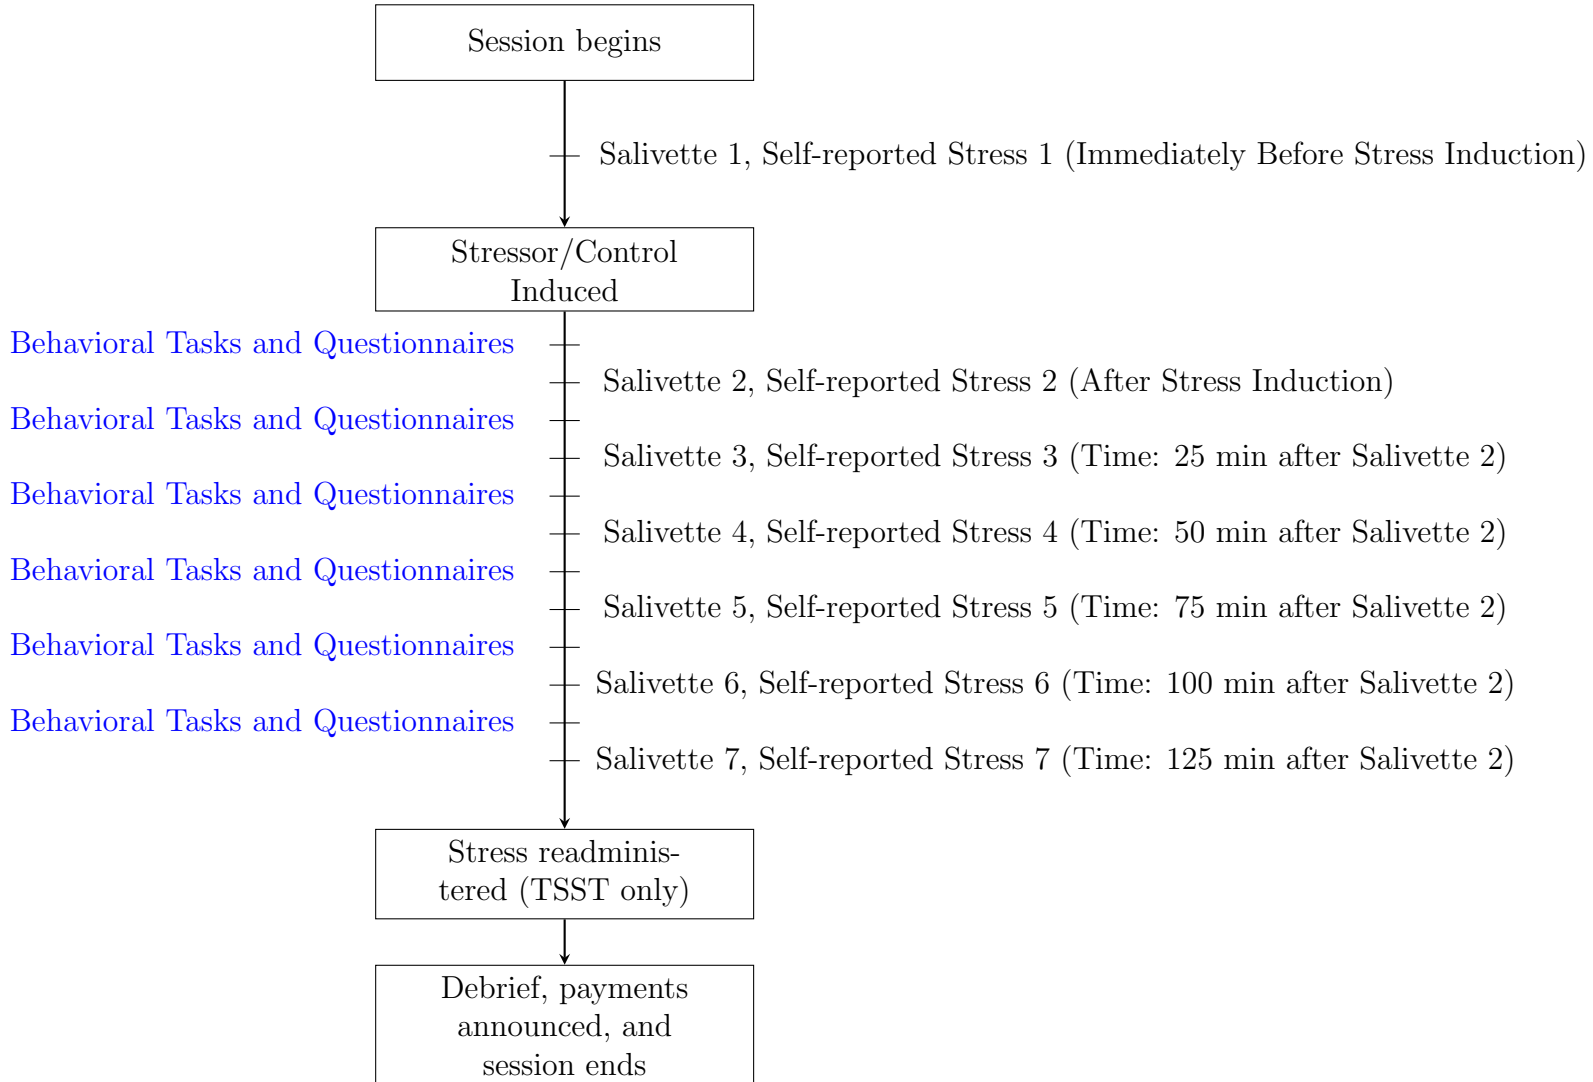 Session begins
Salivette 1, Self-reported Stress 1 (Immediately Before Stress Induction)
Stressor/Control
Induced
Behavioral Tasks and Questionnaires
Salivette 2, Self-reported Stress 2 (After Stress Induction)
Behavioral Tasks and Questionnaires
Salivette 3, Self-reported Stress 3 (Time: 25 min after Salivette 2)
Behavioral Tasks and Questionnaires
Salivette 4, Self-reported Stress 4 (Time: 50 min after Salivette 2)
Behavioral Tasks and Questionnaires
Salivette 5, Self-reported Stress 5 (Time: 75 min after Salivette 2)
Behavioral Tasks and Questionnaires
Salivette 6, Self-reported Stress 6 (Time: 100 min after Salivette 2)
Behavioral Tasks and Questionnaires
Salivette 7, Self-reported Stress 7 (Time: 125 min after Salivette 2)
Stress readminis-
tered (TSST only)
Debrief, payments
announced, and
session ends